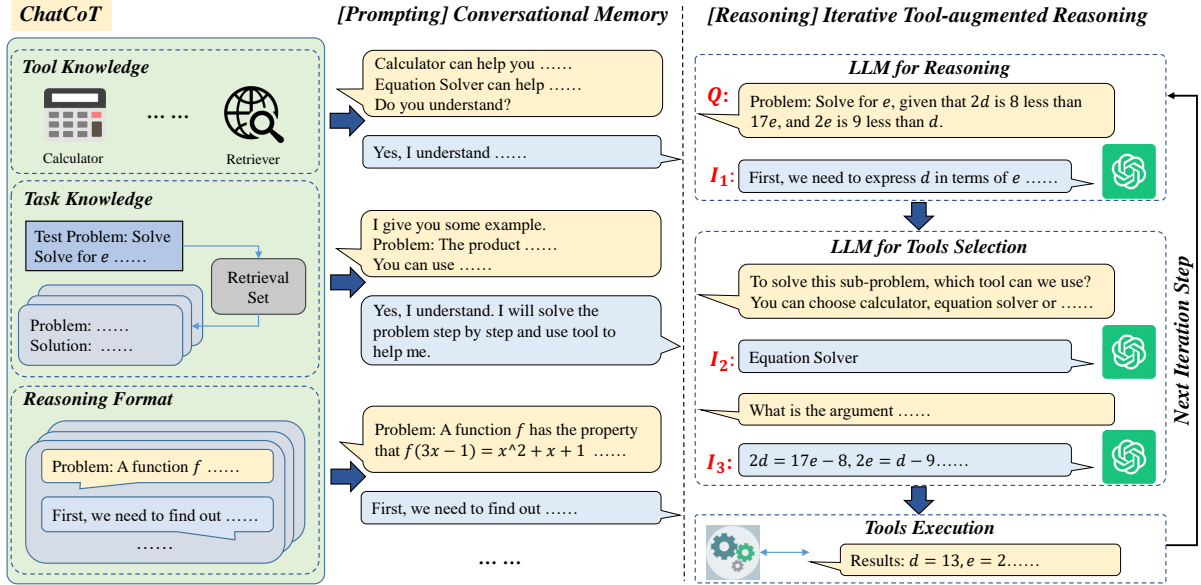 ChatCoT
Tool Knowledge
Calculator
... ...
Retriever
Task Knowledge
Test Problem: Solve
Solve for e ……
Retrieval
Set
Problem: ……
Solution: ……
Reasoning Format
Problem: A function f ……
First, we need to find out ……
……
[Prompting] Conversational Memory
Calculator can help you ……
Equation Solver can help ……
Do you understand?
Yes, I understand ……
I give you some example.
Problem: The product ……
You can use ……
Yes, I understand. I will solve the
problem step by step and use tool to
help me.
Problem: A function f has the property
that f(3x − 1) = x^2 + x + 1 ……
First, we need to find out ……
... ...
[Reasoning] Iterative Tool-augmented Reasoning
LLM for Reasoning
Q:
Problem: Solve for e, given that 2d is 8 less than
17e, and 2e is 9 less than d.
I₁:
First, we need to express d in terms of e ……
LLM for Tools Selection
To solve this sub-problem, which tool can we use?
You can choose calculator, equation solver or ……
I₂:
Equation Solver
What is the argument ……
I₃:
2d = 17e − 8, 2e = d − 9……
Tools Execution
Results: d = 13, e = 2……
Next Iteration Step